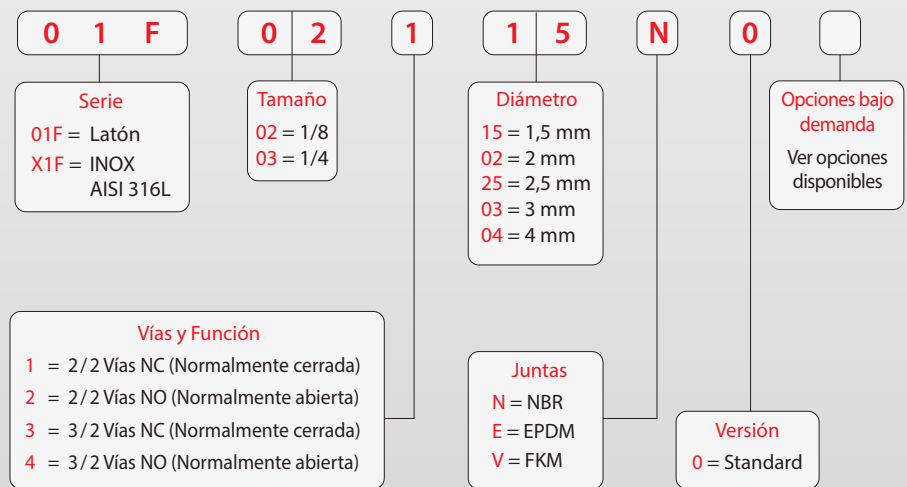 0 1 F 0 2 1 1 5 N 0
Serie
01F = Latón
X1F = INOX
AISI 316L
Tamaño
02 = 1/8
03 = 1/4
Diámetro
15 = 1,5 mm
02 = 2 mm
25 = 2,5 mm
03 = 3 mm
04 = 4 mm
Opciones bajo
demanda
Ver opciones
disponibles
Vías y Función
1 = 2/2 Vías NC (Normalmente cerrada)
2 = 2/2 Vías NO (Normalmente abierta)
3 = 3/2 Vías NC (Normalmente cerrada)
4 = 3/2 Vías NO (Normalmente abierta)
Juntas
N = NBR
E = EPDM
V = FKM
Versión
0 = Standard